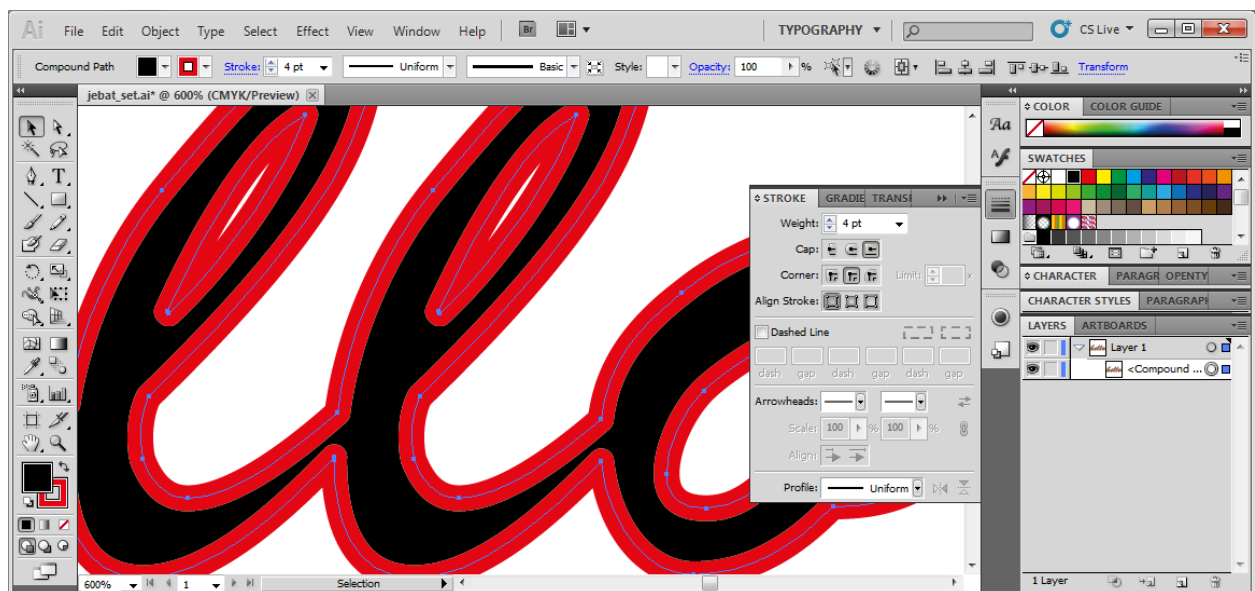 Ai File Edit Object Type Select Effect View Window Help Br TYPOGRAPHY CS Live
Compound Path Stroke: 4 pt Uniform Basic Style: Opacity: 100 % Transform
jebat_set.ai* @ 600% (CMYK/Preview)
COLOR COLOR GUIDE
SWATCHES
CHARACTER PARAGR OPENTY
CHARACTER STYLES PARAGRAPH
LAYERS ARTBOARDS
Layer 1
<Compound ...
1 Layer
STROKE GRADIE TRANSI
Weight: 4 pt
Cap:
Corner: Limit: x
Align Stroke:
Dashed Line
dash gap dash gap dash gap
Arrowheads:
Scale: 100 % 100 %
Align:
Profile: Uniform
600% 1 Selection